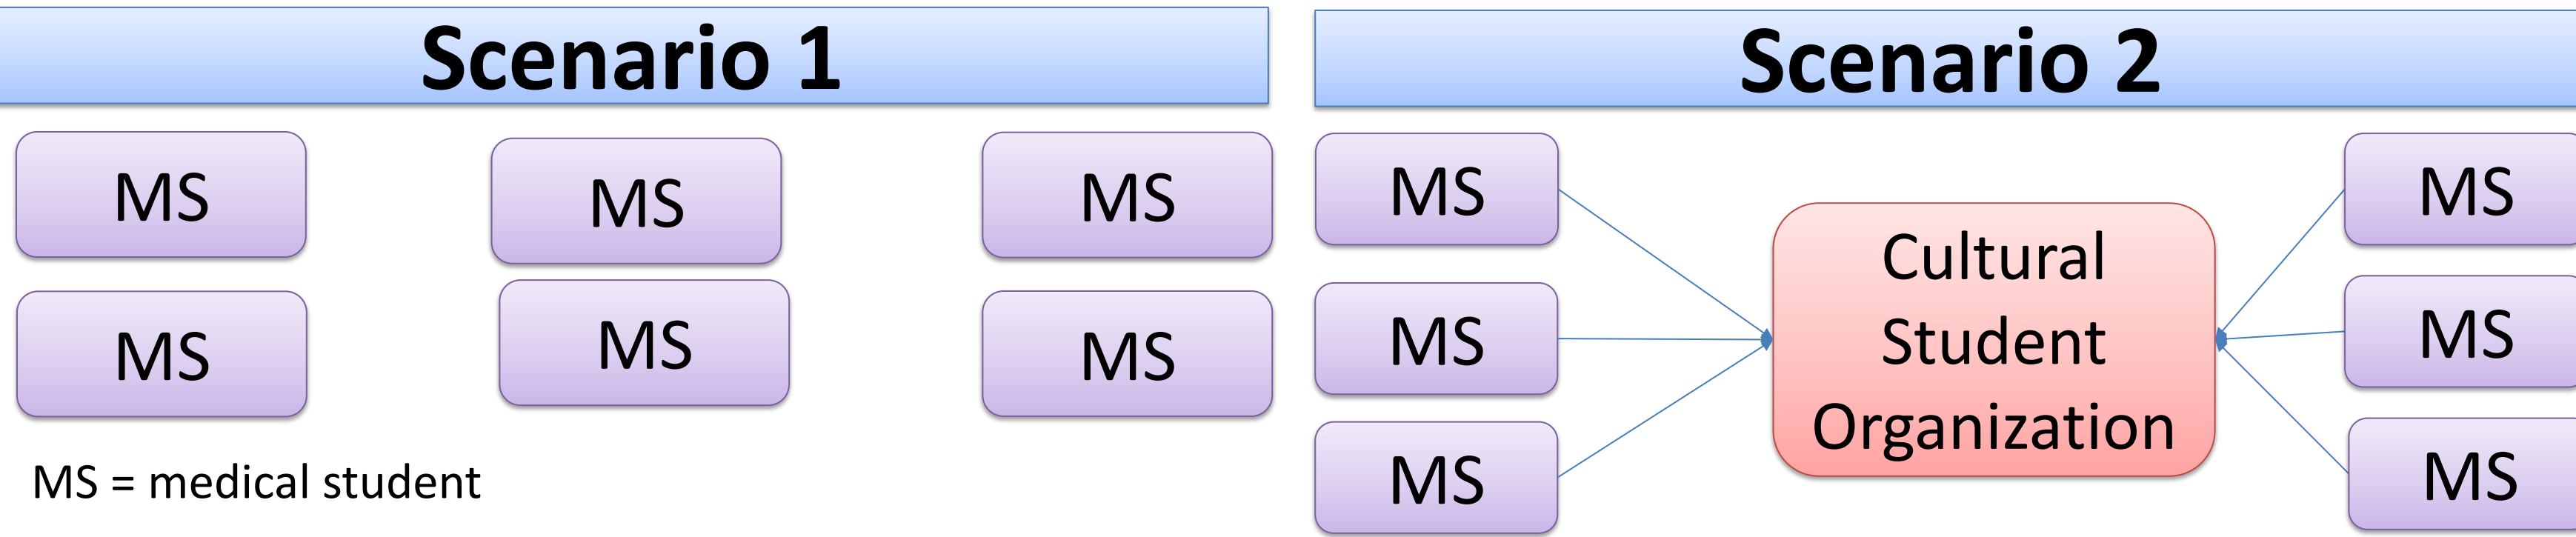 Scenario 1
MS
MS
MS
MS
MS
MS
MS = medical student
Scenario 2
MS
MS
MS
Cultural
Student
Organization
MS
MS
MS